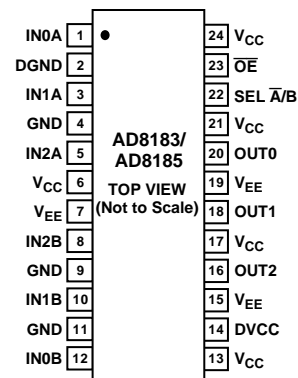 IN0A 1 24 VCC
DGND 2 23 OE
IN1A 3 22 SEL A/B
GND 4 21 VCC
IN2A 5 20 OUT0
VCC 6 19 VEE
VEE 7 18 OUT1
IN2B 8 17 VCC
GND 9 16 OUT2
IN1B 10 15 VEE
GND 11 14 DVCC
IN0B 12 13 VCC
AD8183/
AD8185
TOP VIEW
(Not to Scale)